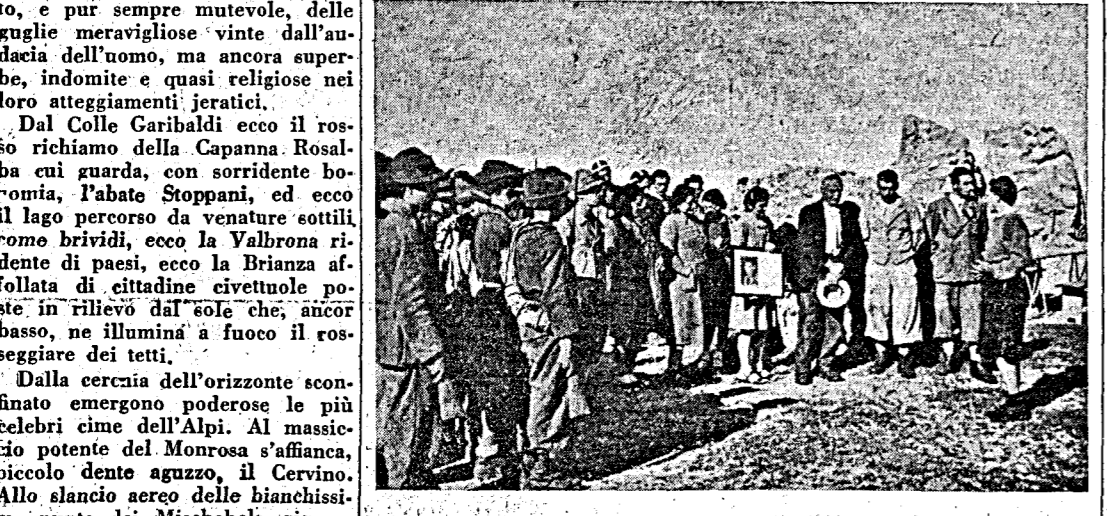 to, e pur sempre mutevole, delle
guglie meravigliose vinte dall'au-
dacia dell'uomo, ma ancora super-
be, indomite e quasi religiose nei
loro atteggiamenti jeratici.
Dal Colle Garibaldi ecco il ros-
so richiamo della Capanna Rosal-
ba cui guarda, con sorridente bo-
nomia, l'abate Stoppani, ed ecco
il lago percorso da venature sottili
come brividi, ecco la Valbrona ri-
dente di paesi, ecco la Brianza af-
follata di cittadine civettuole po-
ste in rilievo dal sole che, ancor
basso, ne illumina a fuoco il ros-
seggiare dei tetti.
Dalla cerchia dell'orizzonte scon-
finato emergono poderose le più
celebri cime dell'Alpi. Al massic-
cio potente del Monrosa s'affianca,
piccolo dente aguzzo, il Cervino.
Allo slancio aereo delle bianchissi-